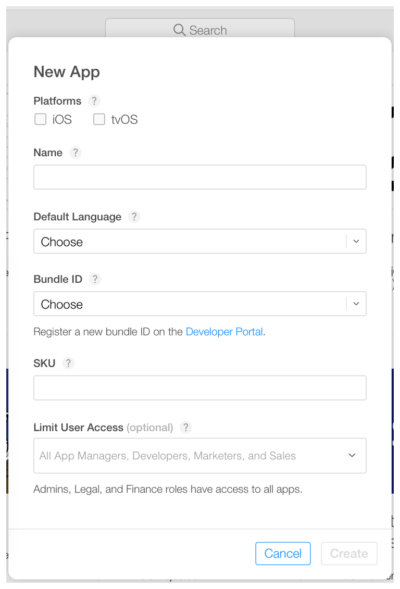 Search
New App
Platforms ?
iOS tvOS
Name ?
Default Language ?
Choose
Bundle ID ?
Choose
Register a new bundle ID on the Developer Portal.
SKU ?
Limit User Access (optional) ?
All App Managers, Developers, Marketers, and Sales
Admins, Legal, and Finance roles have access to all apps.
Cancel Create